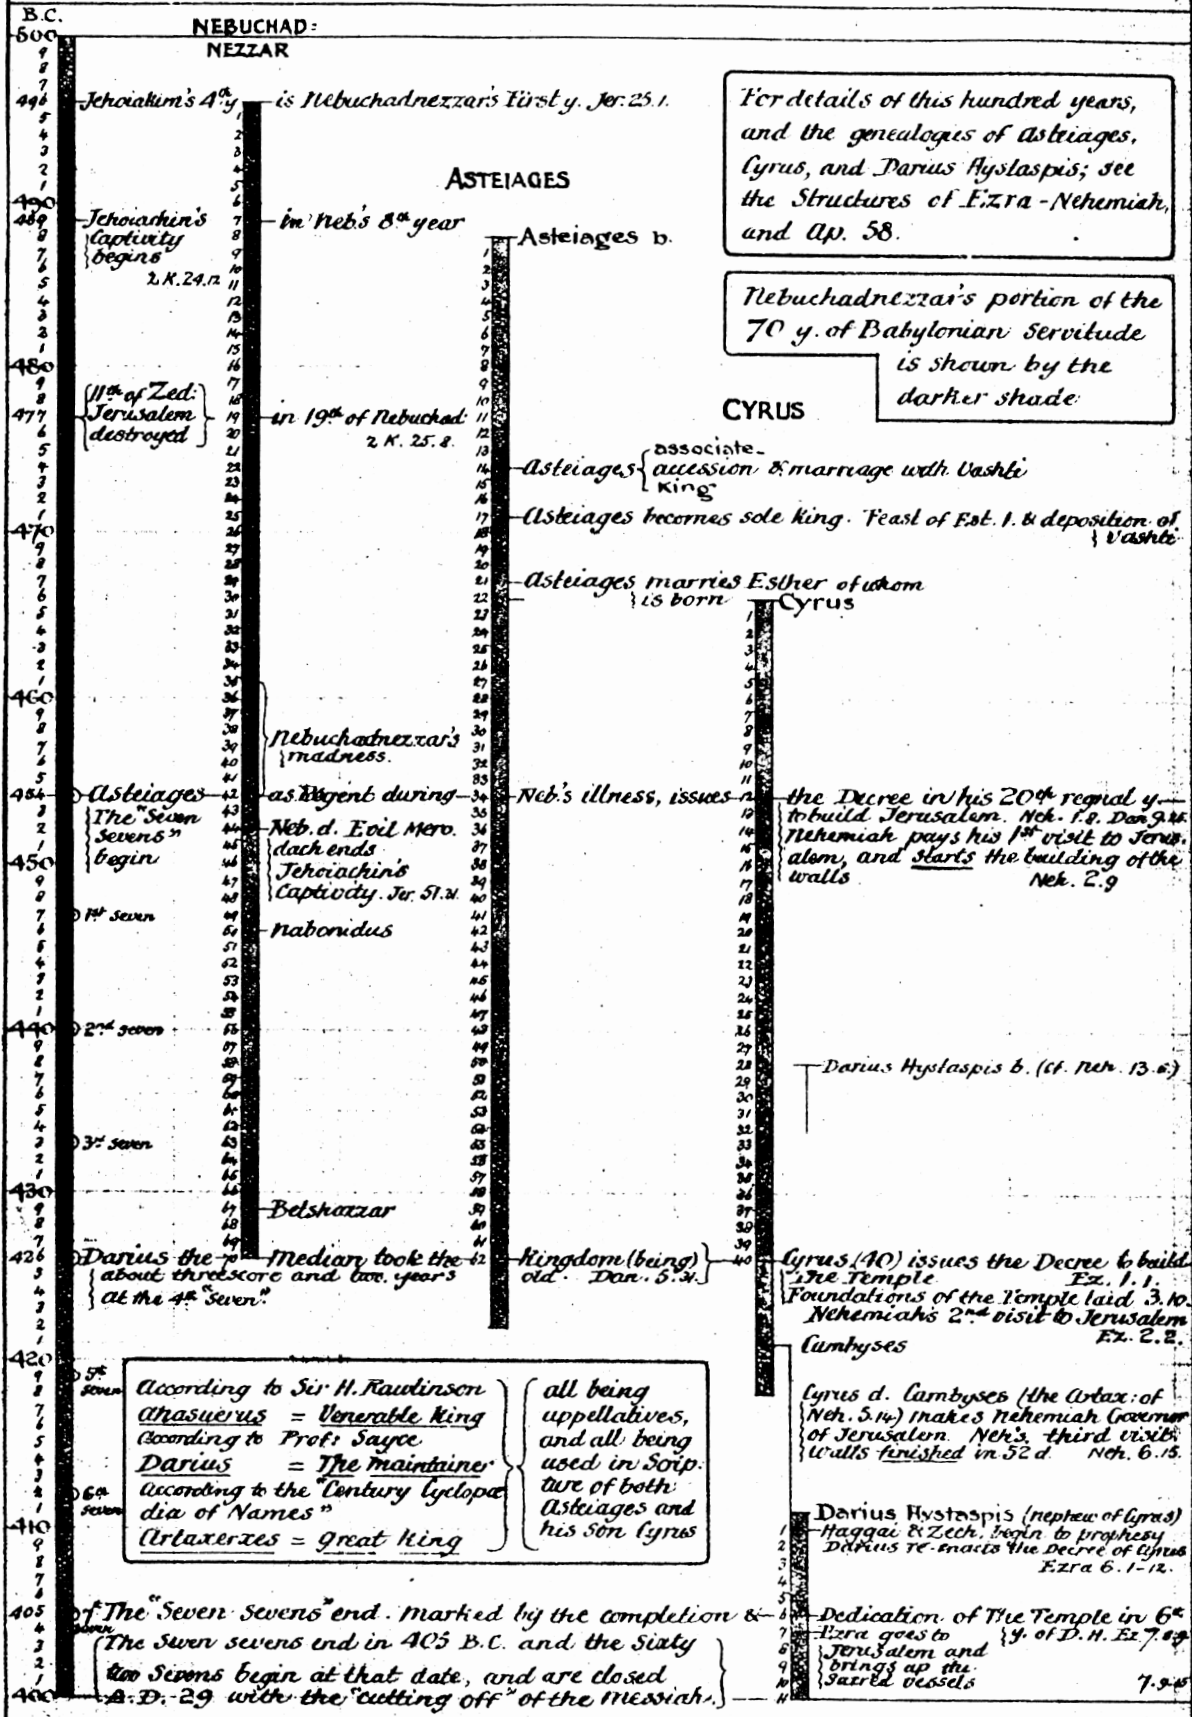 B.C.
500
NEBUCHAD:
NEZZAR
496 Jehoiakim's 4th y. is Nebuchadnezzar's First y. Jer. 25.1.
For details of this hundred years,
and the genealogies of Asteiages,
Cyrus, and Darius Hystaspis; see
the Structures of Ezra-Nehemiah,
and Ap. 58.
ASTEIAGES
490
489 Jehoiachin's
Captivity
begins
2 K. 24.12
in Neb's 8th year
Asteiages b.
Nebuchadnezzar's portion of the
70 y. of Babylonian Servitude
is shown by the
darker shade
480
477
11th of Zed:
Jerusalem
destroyed
in 19th of Nebuchad:
2 K. 25.8.
CYRUS
Asteiages
associate
accession & marriage with Vashti
King
470
Asteiages becomes sole King. Feast of Est. 1. & deposition of
Vashti
Asteiages marries Esther of whom
is born Cyrus
460
Nebuchadnezzar's
madness.
454 Asteiages as Regent during Neb.'s illness, issues the Decree in his 20th regnal y.
The "Seven
Sevens"
begin
Neb. d. Evil Mero.
dach ends
Jehoiachin's
Captivity. Jer. 51.31.
to build Jerusalem. Neh. 1.8. Dan 9.25.
Nehemiah pays his 1st visit to Jerus.
alem, and starts the building of the
walls Neh. 2.9
450
1st Seven
Nabonidus
440 2nd seven
Darius Hystaspis b. (cf. Neh. 13.6.)
3rd seven
430
Belshazzar
426 Darius the Median took the Kingdom (being) Cyrus (40) issues the Decree to build
about threescore and two years old. Dan. 5.31.
at the 4th "Seven".
The Temple Ez. 1.1.
Foundations of the Temple laid 3.10.
Nehemiah's 2nd visit to Jerusalem
Ez. 2.2.
420
Cambyses
5th
seven
According to Sir H. Rawlinson
Ahasuerus = Venerable King
According to Prof: Sayce
Darius = The Maintainer
According to the "Century Cyclopæ
dia of Names"
Artaxerxes = Great King
all being
appellatives,
and all being
used in Scrip:
ture of both
Asteiages and
his Son Cyrus
Cyrus d. Cambyses (the Artax: of
Neh. 5.14) makes Nehemiah Governor
of Jerusalem. Neh's. third visit.
Walls finished in 52 d. Neh. 6.15.
6th
seven
410
Darius Hystaspis (nephew of Cyrus)
Haggai & Zech. begin to prophesy
Darius re-enacts the Decree of Cyrus
Ezra 6.1-12.
405 The "Seven Sevens" end. Marked by the completion & Dedication of The Temple in 6th
y. of D.H. Ez
The Seven sevens end in 405 B.C. and the Sixty
two Sevens begin at that date, and are closed
A.D. 29 with the "cutting off" of the Messiah.
Ezra goes to
Jerusalem and
brings up the
Sacred vessels
400